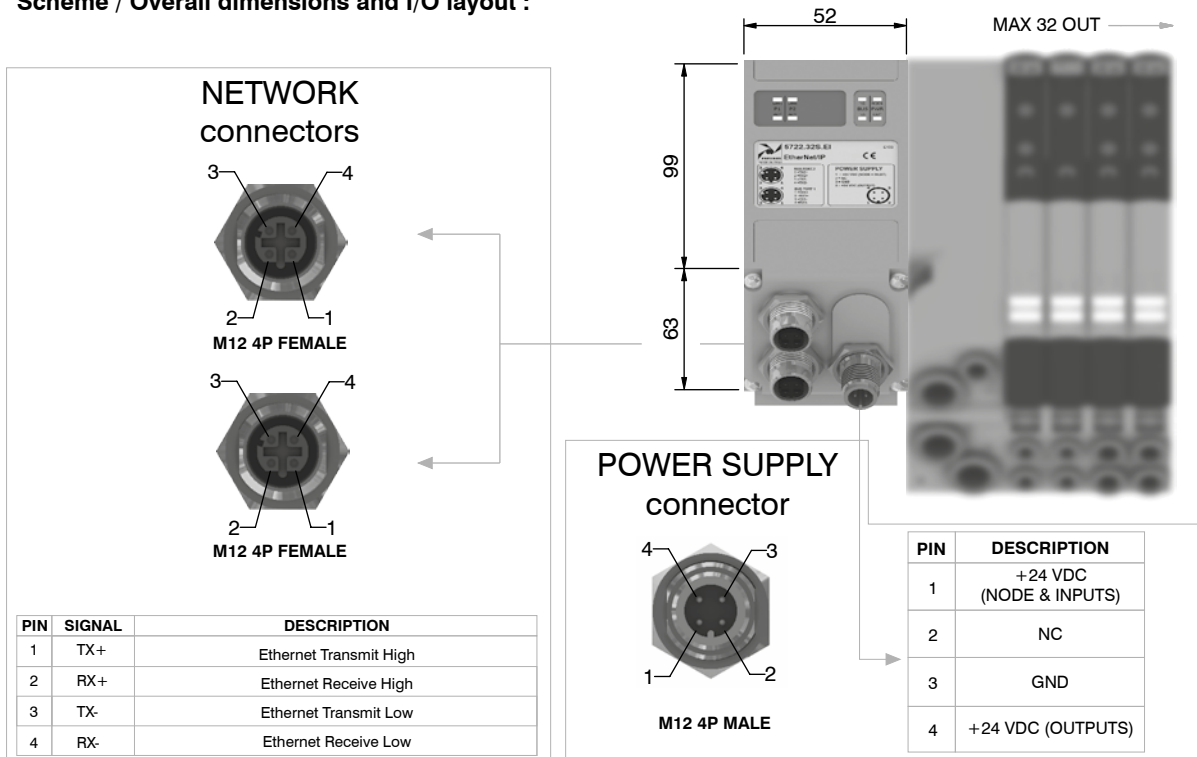 Scheme / Overall dimensions and I/O layout :
52
MAX 32 OUT
NETWORK
connectors
3
4
2
1
M12 4P FEMALE
3
4
2
1
M12 4P FEMALE
99
63
5722.32S.EI
EtherNet/IP
CE
POWER SUPPLY
POWER SUPPLY
connector
4
3
1
2
M12 4P MALE
PIN SIGNAL DESCRIPTION
1 TX+ Ethernet Transmit High
2 RX+ Ethernet Receive High
3 TX- Ethernet Transmit Low
4 RX- Ethernet Receive Low
PIN DESCRIPTION
1 +24 VDC
(NODE & INPUTS)
2 NC
3 GND
4 +24 VDC (OUTPUTS)